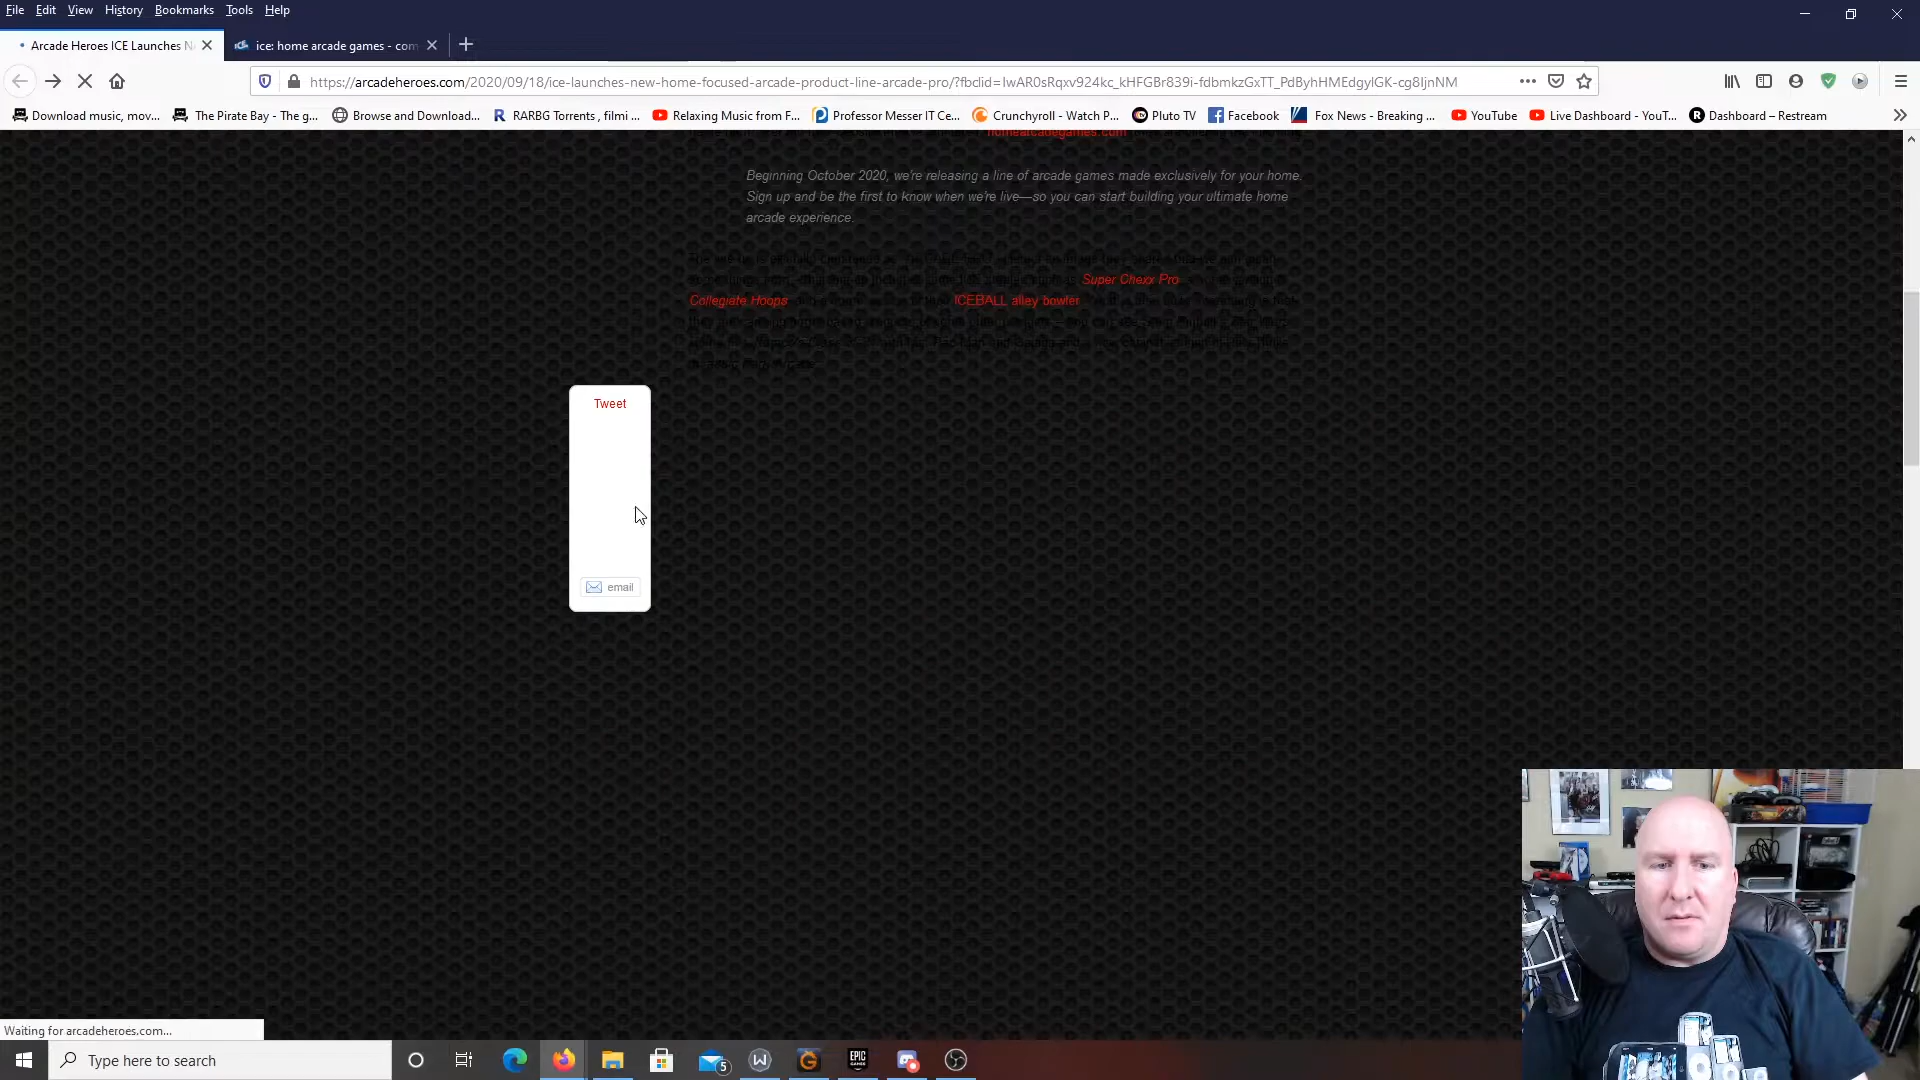 File Edit View History Bookmarks Tools Help
Arcade Heroes ICE Launches N
ice: home arcade games - com
https://arcadeheroes.com/2020/09/18/ice-launches-new-home-focused-arcade-product-line-arcade-pro/?fbclid=IwAR0sRqxv924kc_kHFGBr839i-fdbmkzGxTT_PdByhHMEdgylGK-cg8IjnNM
Download music, mov... The Pirate Bay - The g... Browse and Download... RARBG Torrents , filmi ... Relaxing Music from F... Professor Messer IT Ce... Crunchyroll - Watch P... Pluto TV Facebook Fox News - Breaking ... YouTube Live Dashboard - YouT... Dashboard – Restream
homearcadegames.com
Beginning October 2020, we're releasing a line of arcade games made exclusively for your home.
Sign up and be the first to know when we're live—so you can start building your ultimate home
arcade experience.
Super Chexx Pro
Collegiate Hoops ICEBALL alley bowler
Tweet
email
Waiting for arcadeheroes.com...
Type here to search
5
EPIC
GAMES